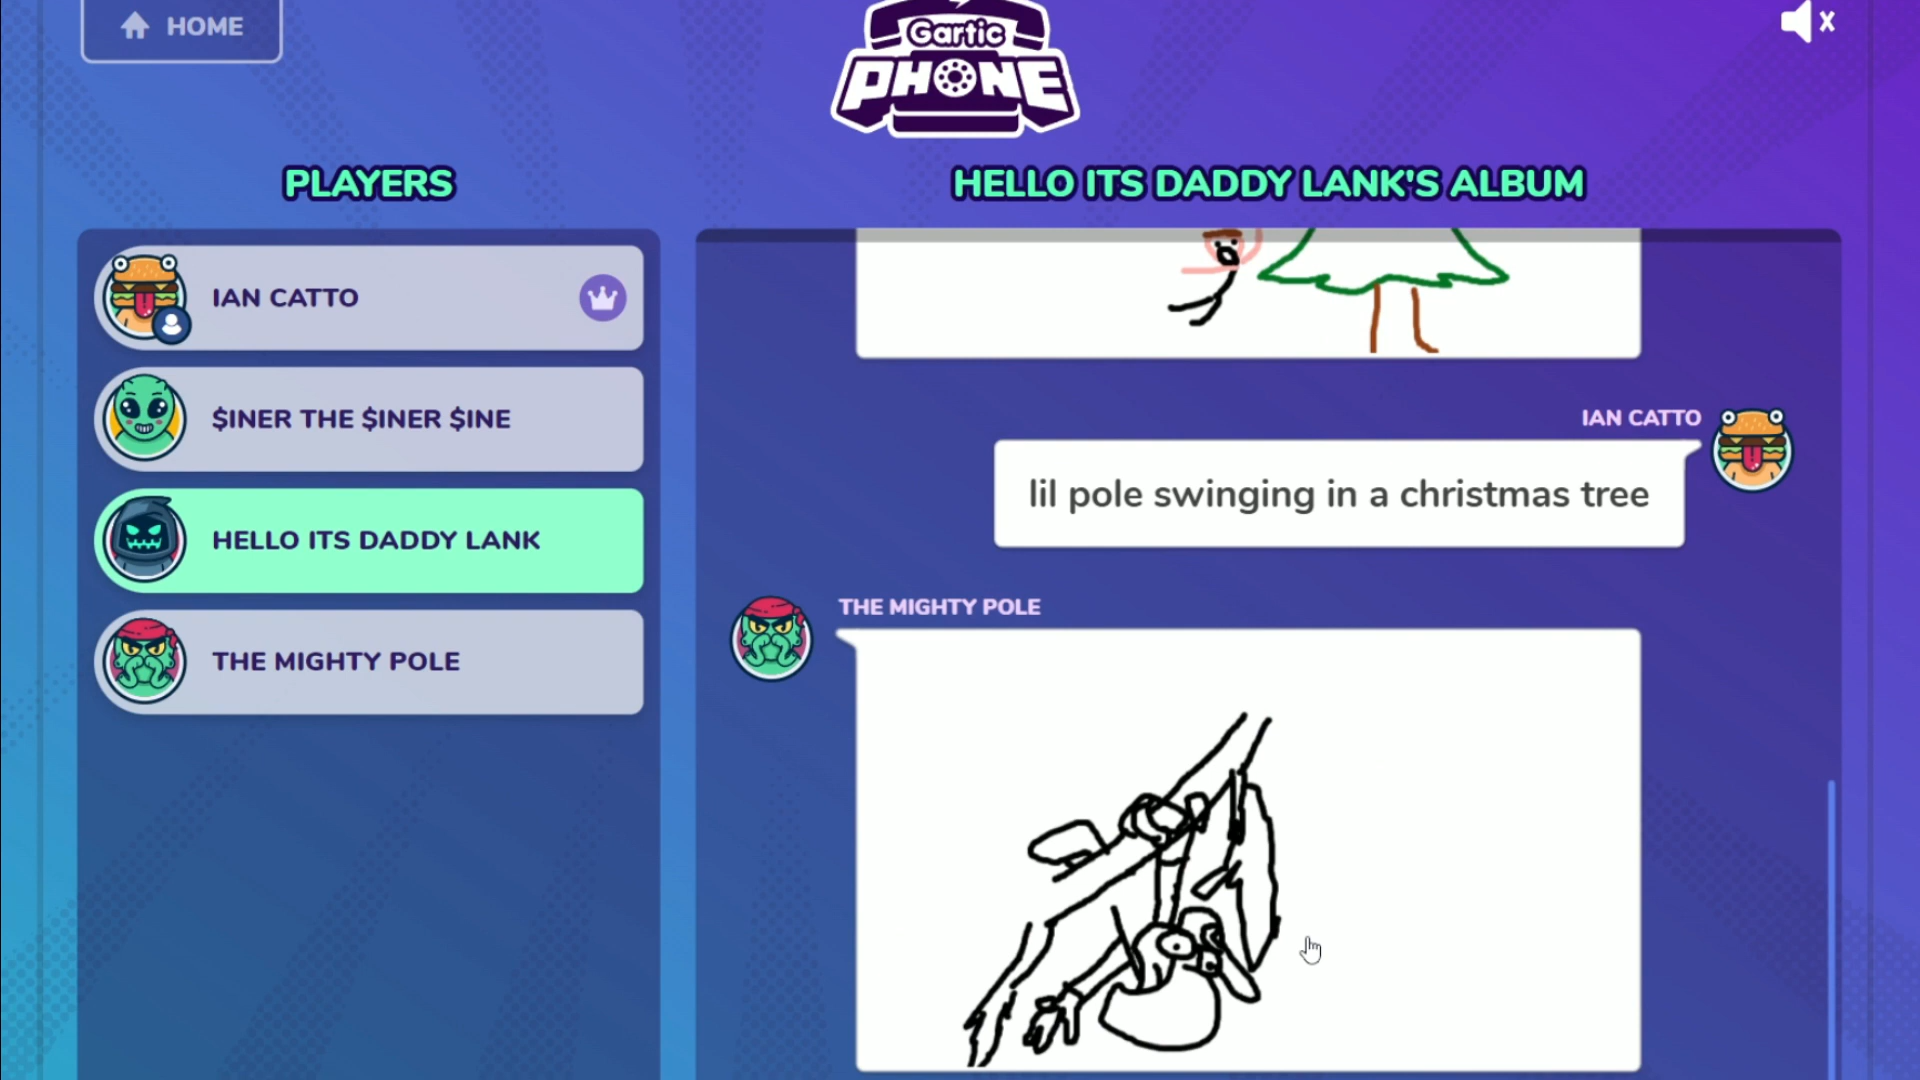 HOME
Gartic
PHONE
x
PLAYERS
HELLO ITS DADDY LANK'S ALBUM
IAN CATTO
$INER THE $INER $INE
HELLO ITS DADDY LANK
THE MIGHTY POLE
IAN CATTO
lil pole swinging in a christmas tree
THE MIGHTY POLE